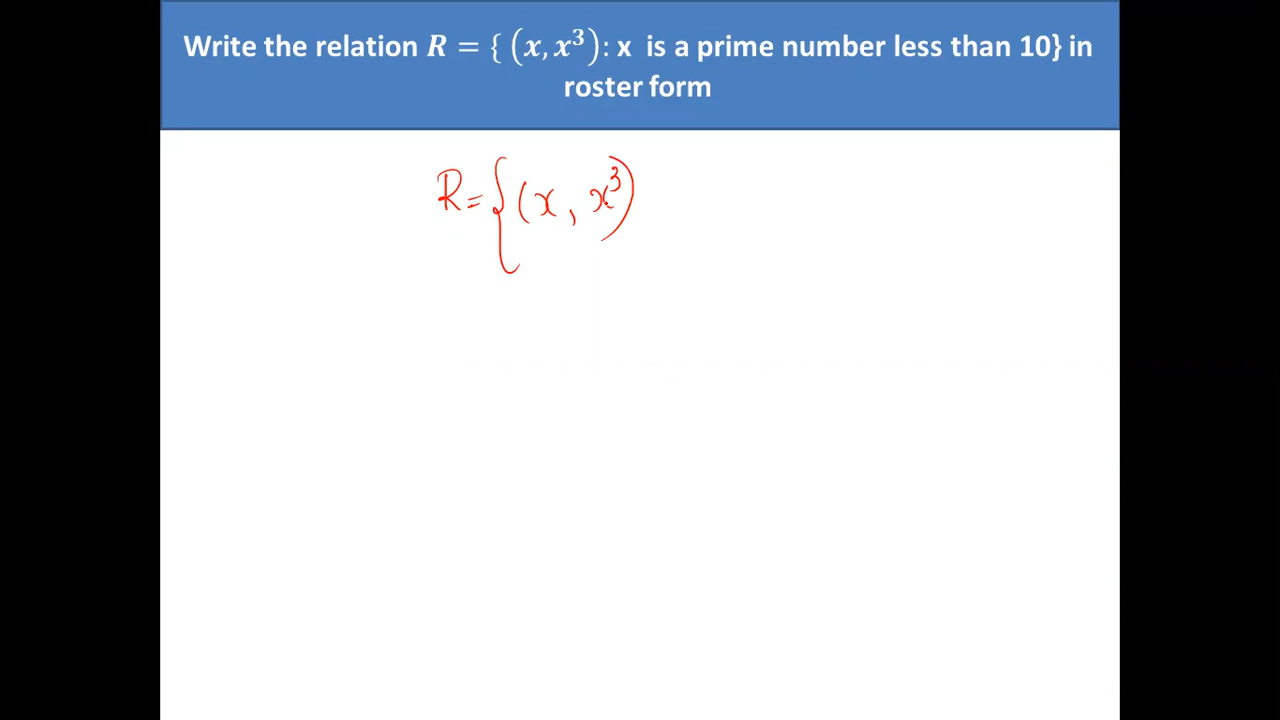 Write the relation R = { (x, x³): x is a prime number less than 10} in
roster form
R = { (x, x³)